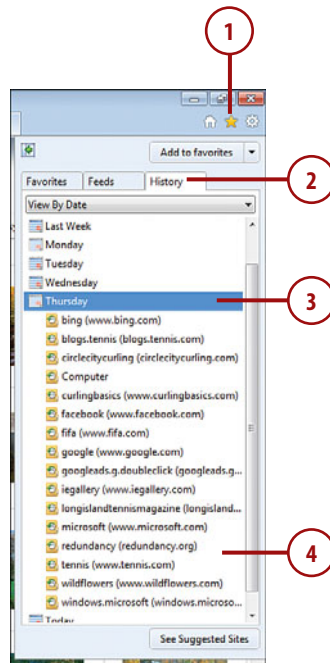 1
Add to favorites
2
Favorites Feeds History
View By Date
Last Week
Monday
Tuesday
Wednesday
Thursday
3
bing (www.bing.com)
blogs.tennis (blogs.tennis.com)
circlecitycurling (circlecitycurling.com)
Computer
curlingbasics (www.curlingbasics.com)
facebook (www.facebook.com)
fifa (www.fifa.com)
google (www.google.com)
googleads.g.doubleclick (googleads.g...
iegallery (www.iegallery.com)
longislandtennismagazine (longisland...
microsoft (www.microsoft.com)
redundancy (redundancy.org)
4
tennis (www.tennis.com)
wildflowers (www.wildflowers.com)
windows.microsoft (windows.microso...
Today
See Suggested Sites